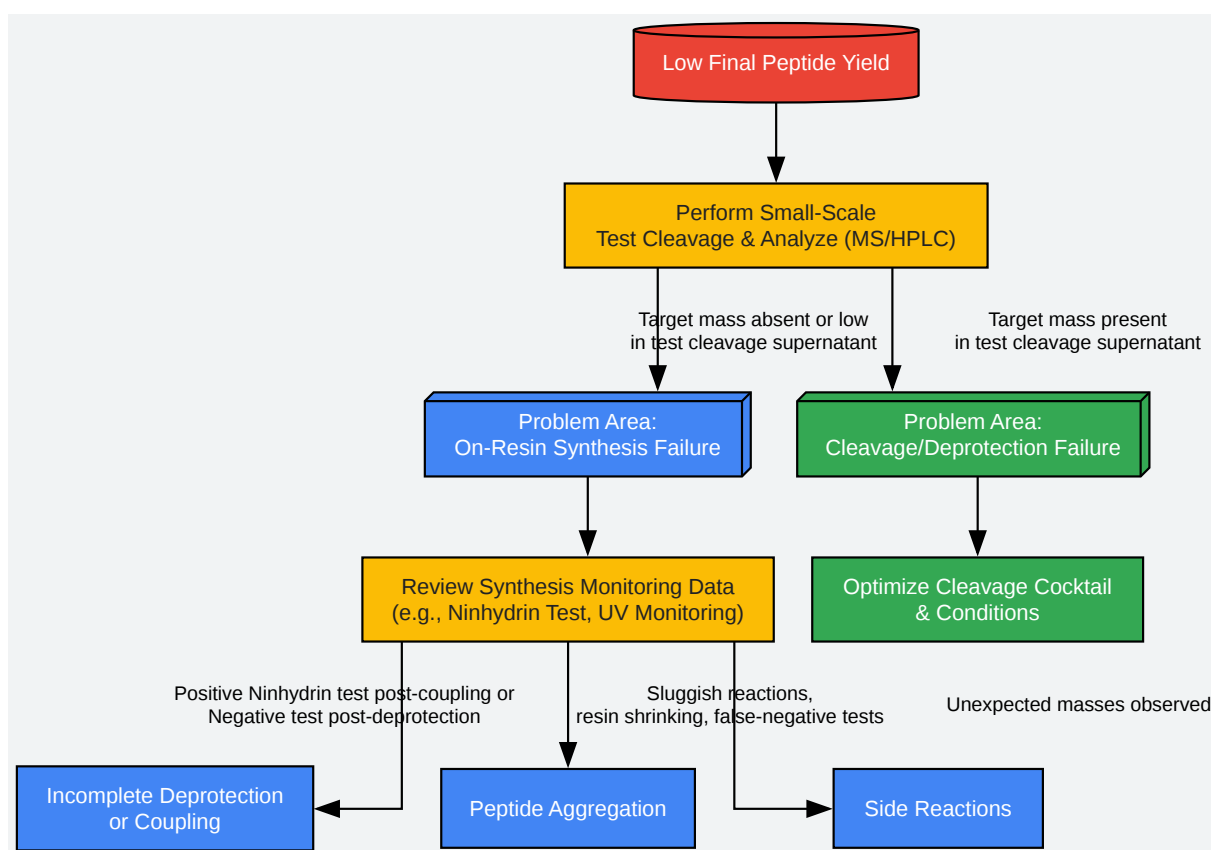 Low Final Peptide Yield
Perform Small-Scale
Test Cleavage & Analyze (MS/HPLC)
Target mass absent or low
in test cleavage supernatant
Target mass present
in test cleavage supernatant
Problem Area:
On-Resin Synthesis Failure
Problem Area:
Cleavage/Deprotection Failure
Review Synthesis Monitoring Data
(e.g., Ninhydrin Test, UV Monitoring)
Optimize Cleavage Cocktail
& Conditions
Positive Ninhydrin test post-coupling or
Negative test post-deprotection
Sluggish reactions,
resin shrinking, false-negative tests
Unexpected masses observed
Incomplete Deprotection
or Coupling
Peptide Aggregation
Side Reactions